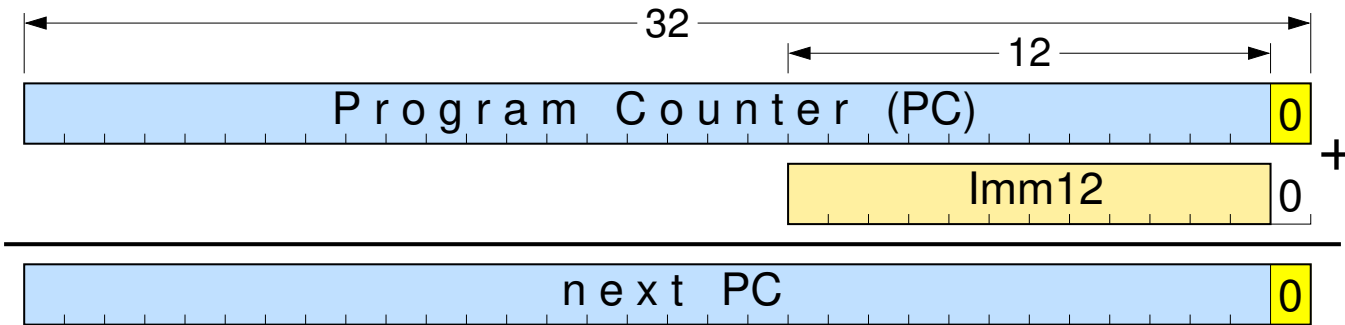 32
12
Program Counter (PC) 0
+
Imm12 0
next PC 0